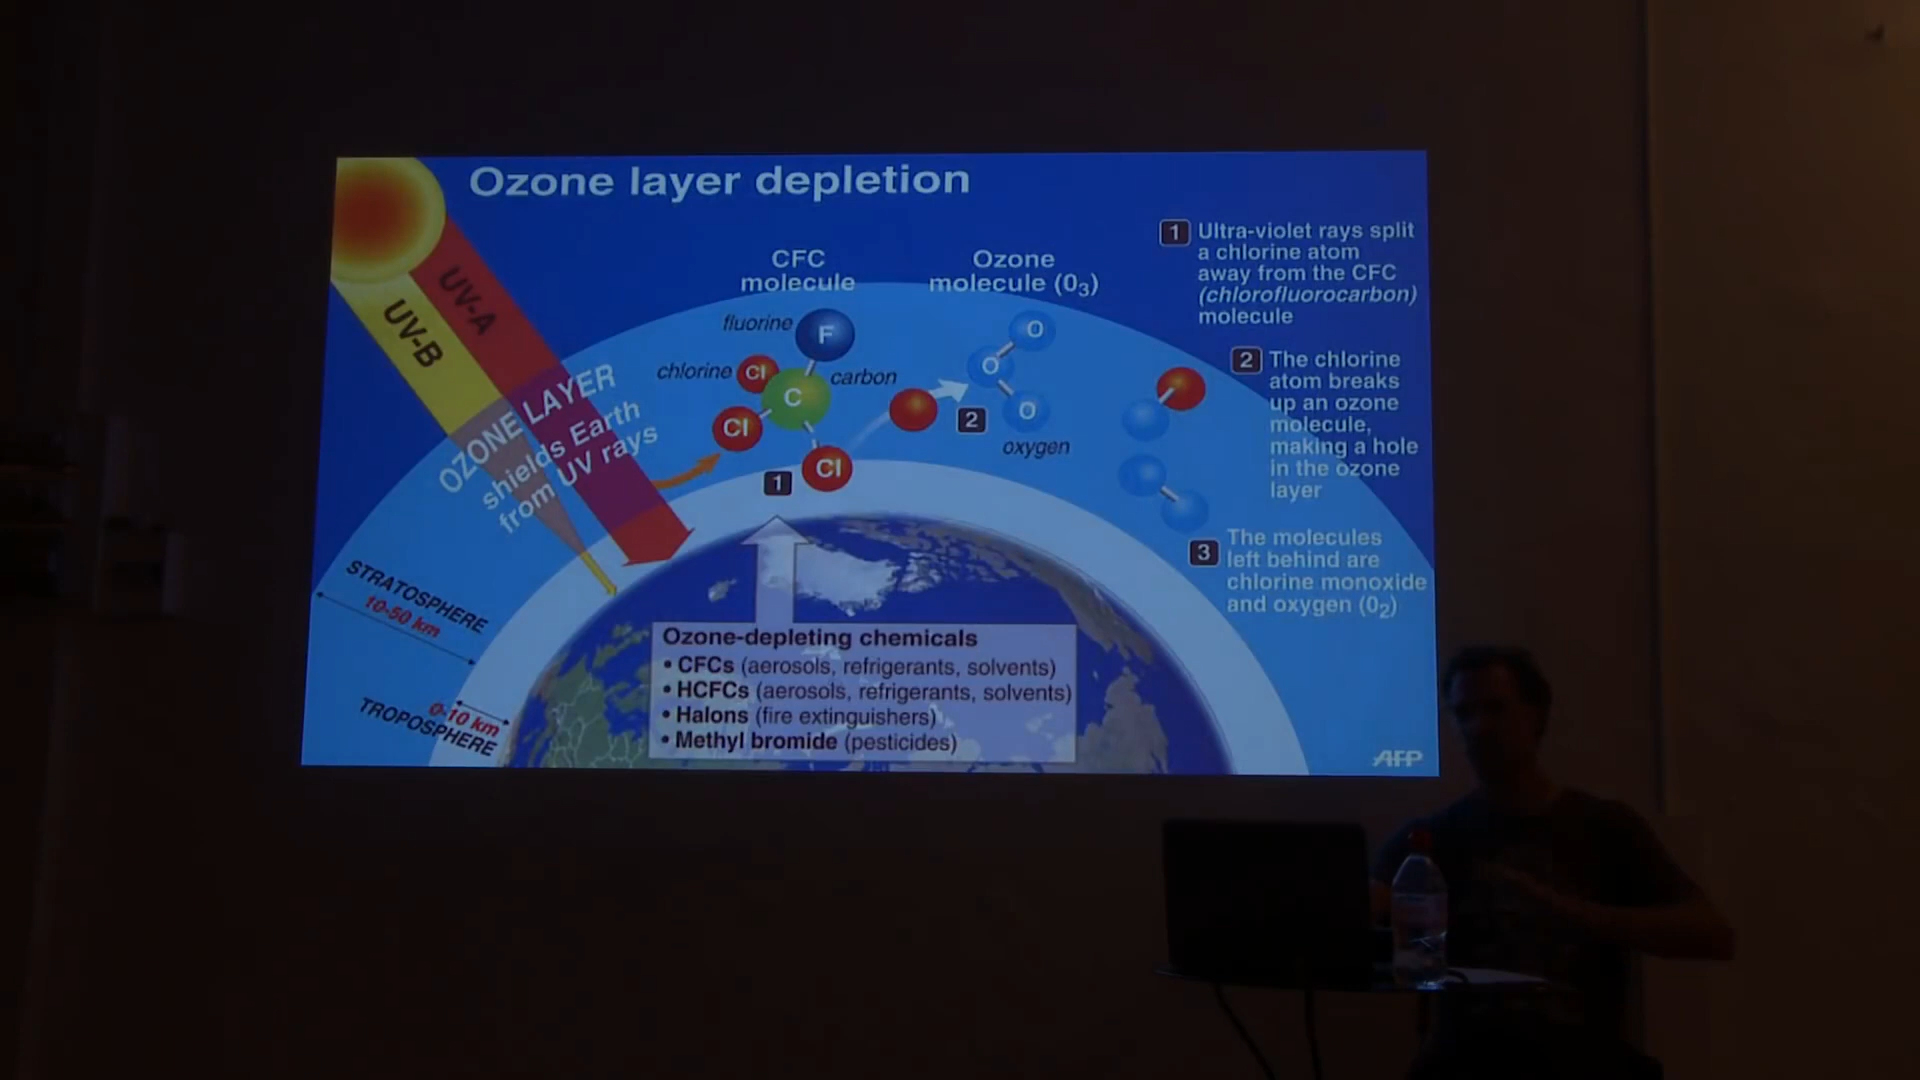 Ozone layer depletion
UV-A
UV-B
OZONE LAYER
shields Earth
from UV rays
CFC
molecule
fluorine
F
chlorine
Cl
C
carbon
Cl
Cl
1
Ozone
molecule (0₃)
O
O
O
2
oxygen
1
Ultra-violet rays split
a chlorine atom
away from the CFC
(chlorofluorocarbon)
molecule
2
The chlorine
atom breaks
up an ozone
molecule,
making a hole
in the ozone
layer
3
The molecules
left behind are
chlorine monoxide
and oxygen (0₂)
STRATOSPHERE
10-50 km
0-10 km
TROPOSPHERE
Ozone-depleting chemicals
• CFCs (aerosols, refrigerants, solvents)
• HCFCs (aerosols, refrigerants, solvents)
• Halons (fire extinguishers)
• Methyl bromide (pesticides)
AFP